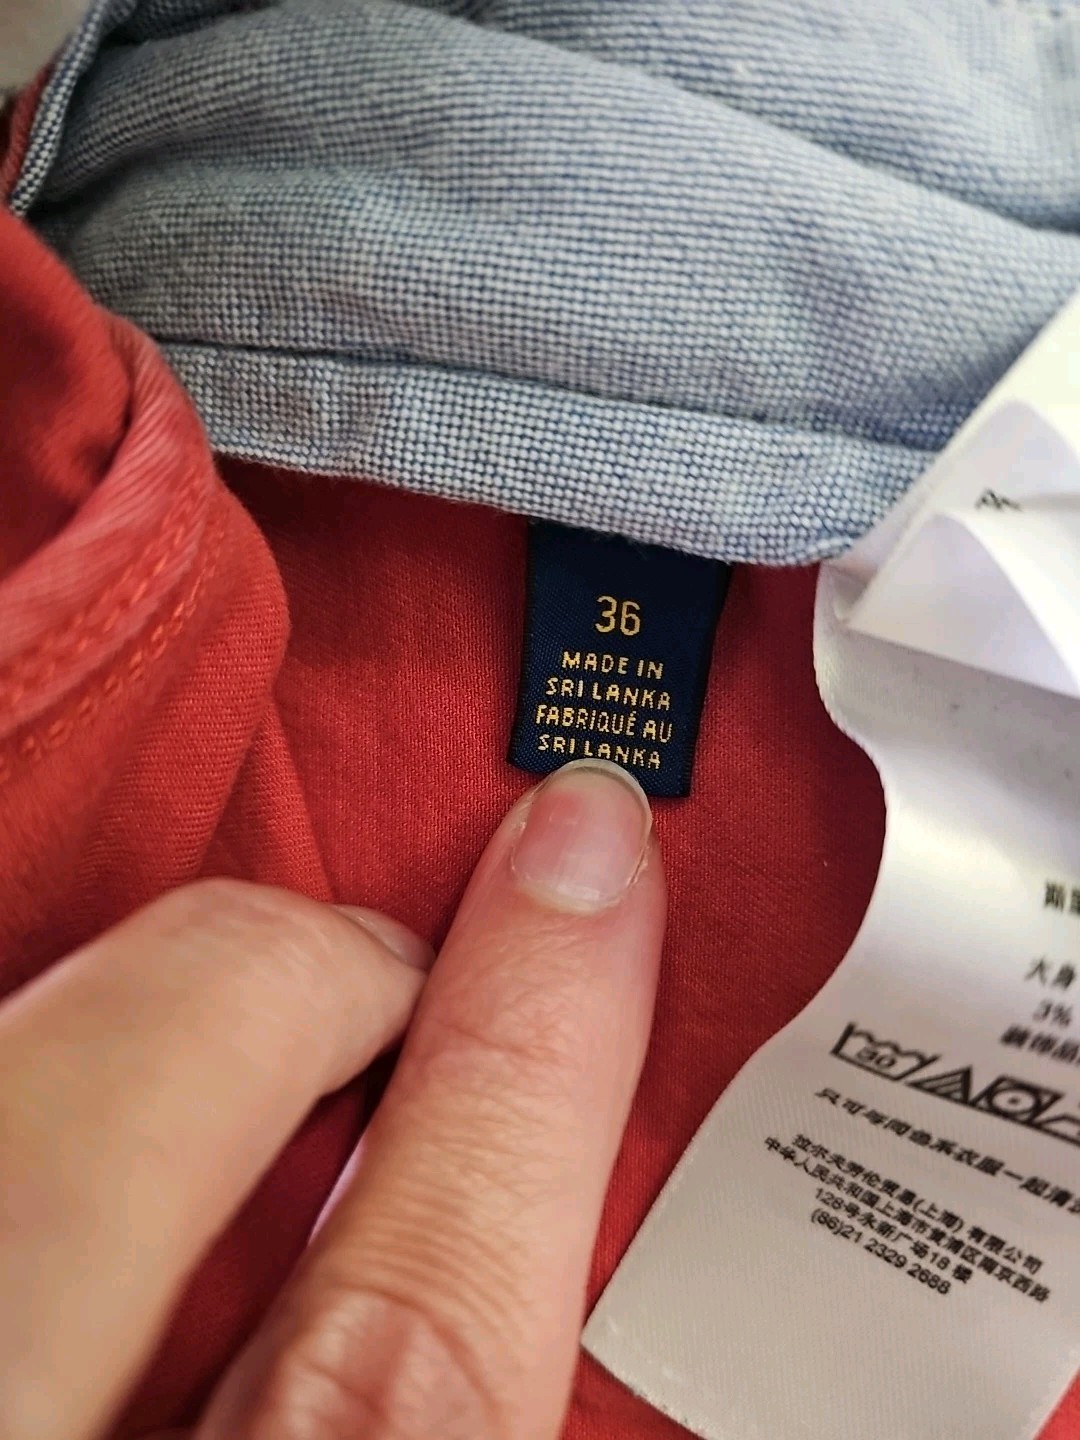 36
MADE IN
SRI LANKA
FABRIQUÉ AU
SRI LANKA
大身
3%
30
只可与同色系衣服一起清洗
拉尔夫劳伦贸易(上海)有限公司
中华人民共和国上海市黄浦区南京西路
128号永新广场18 楼
(86)21 2329 2688